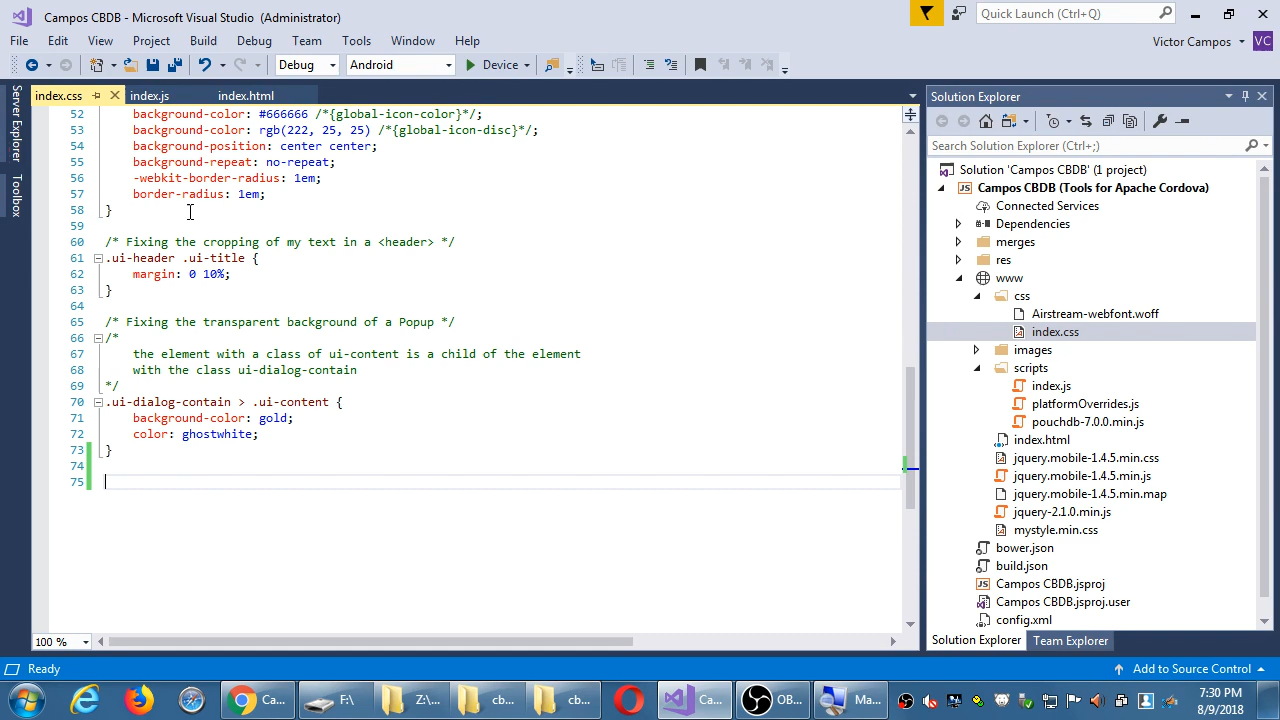 Campos CBDB - Microsoft Visual Studio (Administrator)
Quick Launch (Ctrl+Q)
File Edit View Project Build Debug Team Tools Window Help
Victor Campos VC
Debug Android Device
Server Explorer
Toolbox
index.css index.js index.html
52 background-color: #666666 /*{global-icon-color}*/;
53 background-color: rgb(222, 25, 25) /*{global-icon-disc}*/;
54 background-position: center center;
55 background-repeat: no-repeat;
56 -webkit-border-radius: 1em;
57 border-radius: 1em;
58 }
59
60 /* Fixing the cropping of my text in a <header> */
61 .ui-header .ui-title {
62 margin: 0 10%;
63 }
64
65 /* Fixing the transparent background of a Popup */
66 /*
67 the element with a class of ui-content is a child of the element
68 with the class ui-dialog-contain
69 */
70 .ui-dialog-contain > .ui-content {
71 background-color: gold;
72 color: ghostwhite;
73 }
74
75
100 %
Solution Explorer
Search Solution Explorer (Ctrl+;)
Solution 'Campos CBDB' (1 project)
JS Campos CBDB (Tools for Apache Cordova)
Connected Services
Dependencies
merges
res
www
css
Airstream-webfont.woff
index.css
images
scripts
index.js
platformOverrides.js
pouchdb-7.0.0.min.js
index.html
jquery.mobile-1.4.5.min.css
jquery.mobile-1.4.5.min.js
jquery.mobile-1.4.5.min.map
jquery-2.1.0.min.js
mystyle.min.css
bower.json
build.json
JS Campos CBDB.jsproj
Campos CBDB.jsproj.user
config.xml
Solution Explorer Team Explorer
Ready
Add to Source Control
Ca... F:\ Z:\... cb... cb... Ca... OB... Ma...
7:30 PM
8/9/2018